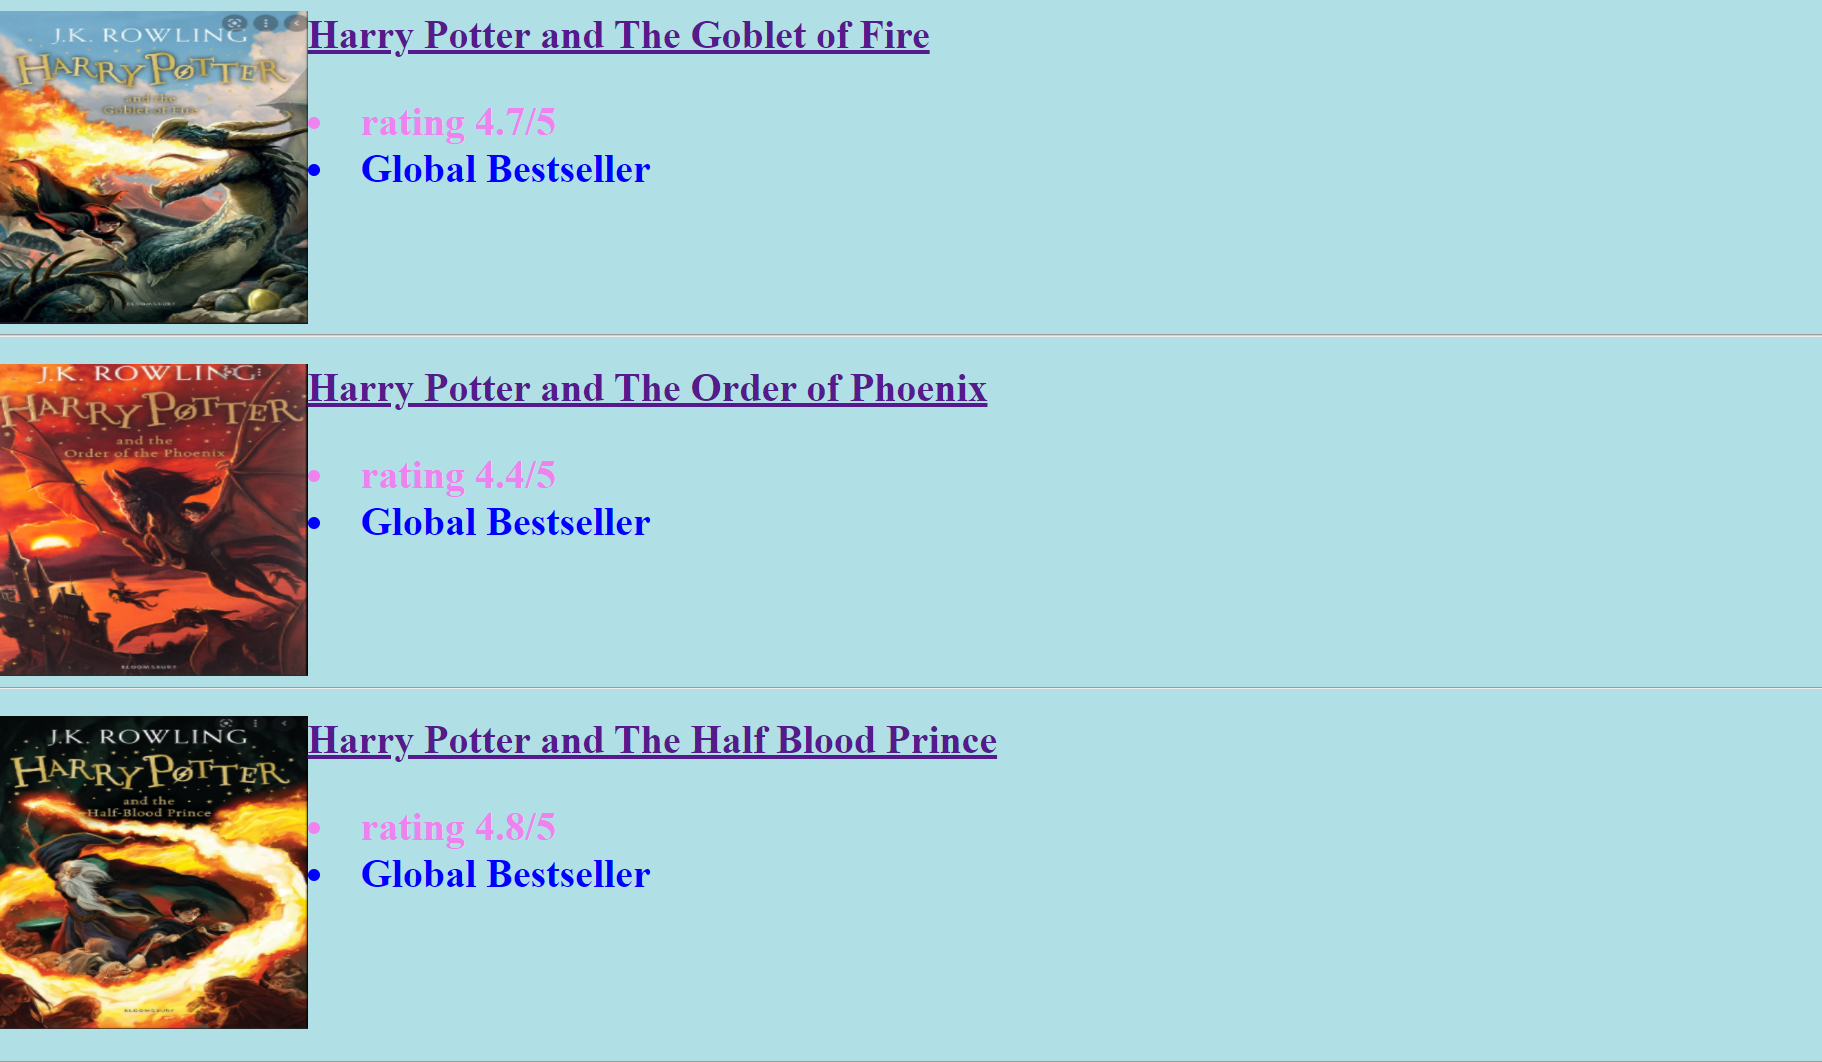 J.K. ROWLING
HARRY POTTER
and the
Goblet of Fire
BLOOMSBURY
Harry Potter and The Goblet of Fire
rating 4.7/5
Global Bestseller
J.K. ROWLING
HARRY POTTER
and the
Order of the Phoenix
BLOOMSBURY
Harry Potter and The Order of Phoenix
rating 4.4/5
Global Bestseller
J.K. ROWLING
HARRY POTTER
and the
Half-Blood Prince
BLOOMSBURY
Harry Potter and The Half Blood Prince
rating 4.8/5
Global Bestseller